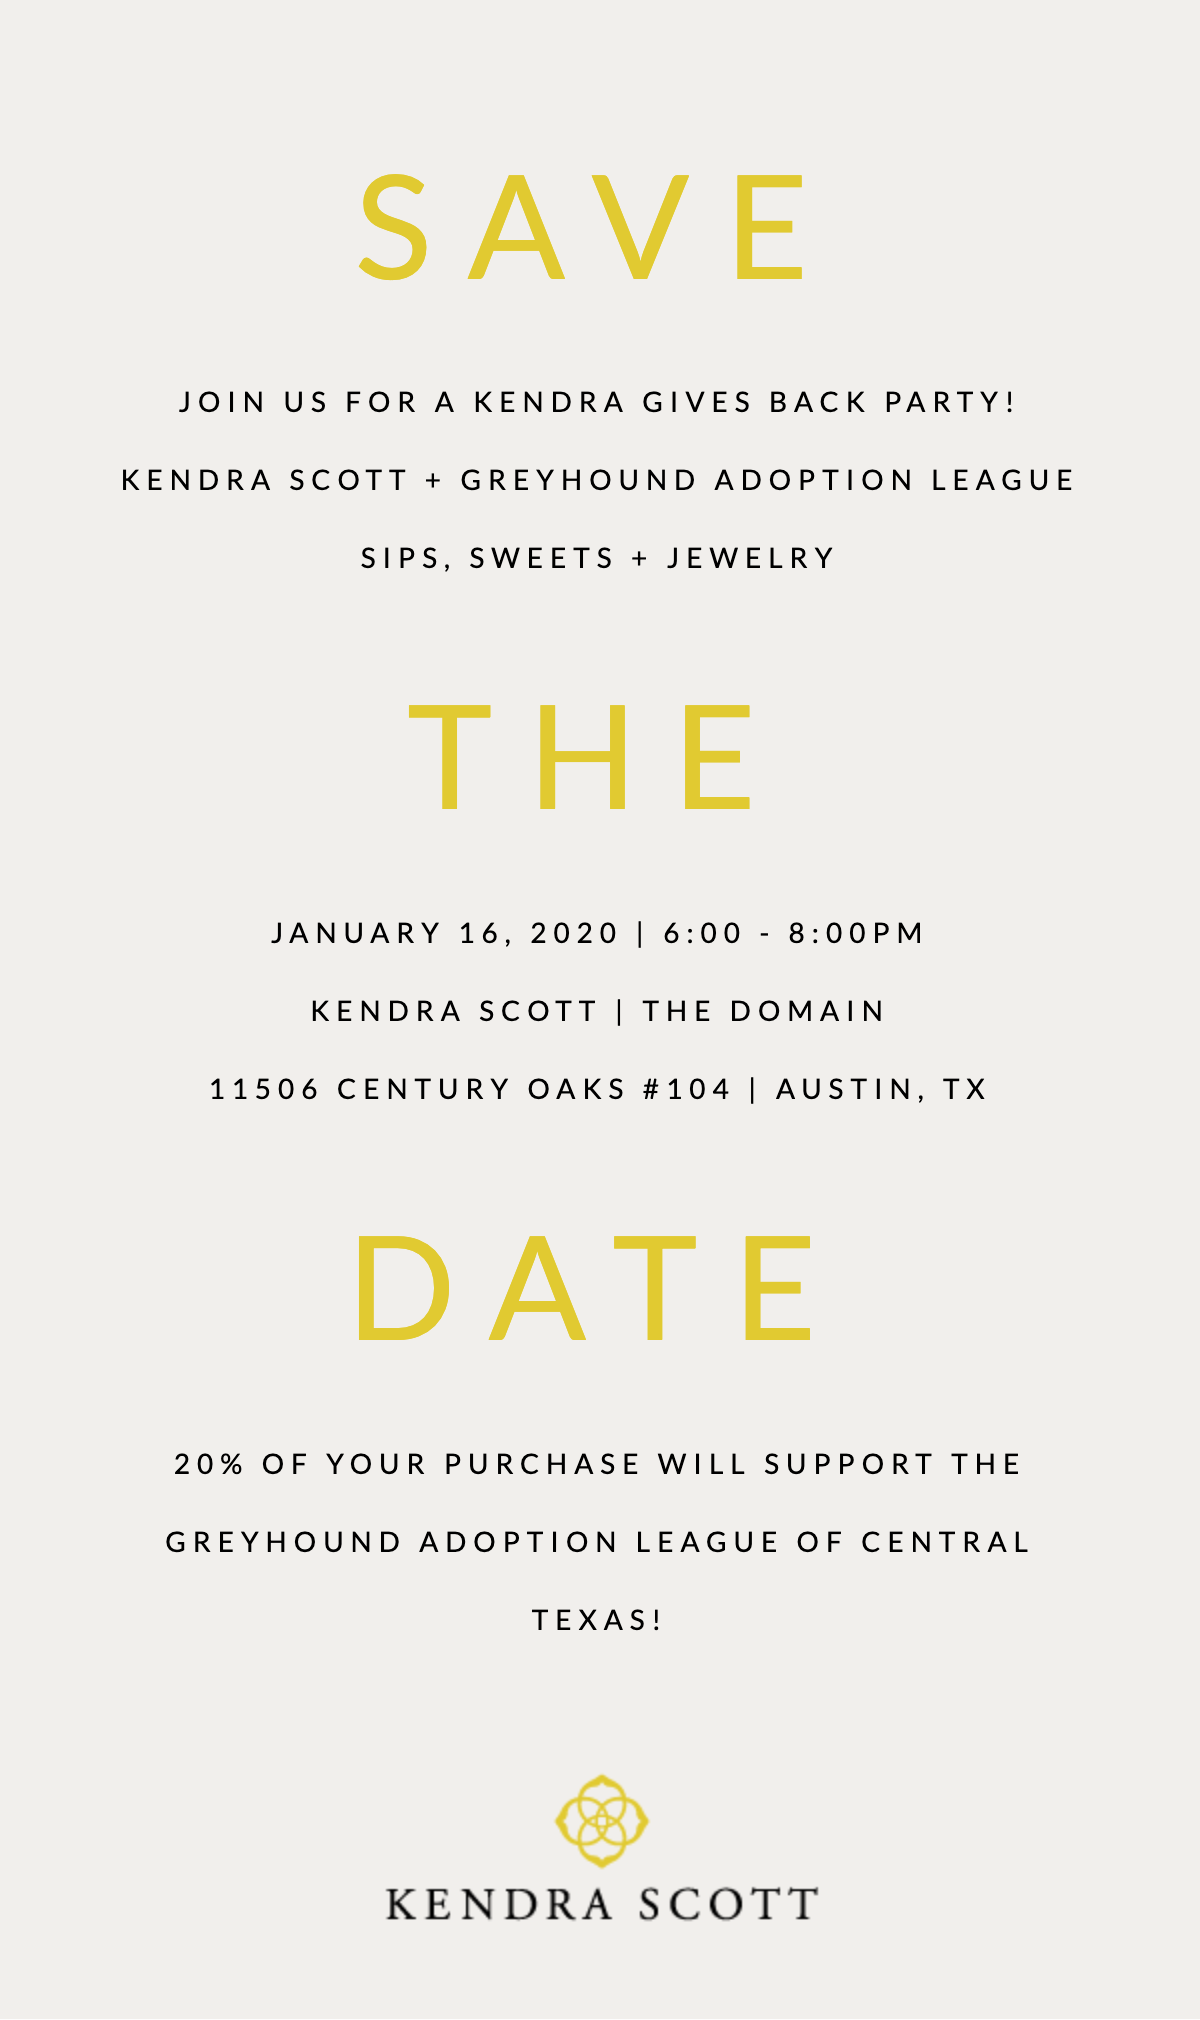 SAVE
JOIN US FOR A KENDRA GIVES BACK PARTY!
KENDRA SCOTT + GREYHOUND ADOPTION LEAGUE
SIPS, SWEETS + JEWELRY
THE
JANUARY 16, 2020 | 6:00 - 8:00PM
KENDRA SCOTT | THE DOMAIN
11506 CENTURY OAKS #104 | AUSTIN, TX
DATE
20% OF YOUR PURCHASE WILL SUPPORT THE
GREYHOUND ADOPTION LEAGUE OF CENTRAL
TEXAS!
KENDRA SCOTT